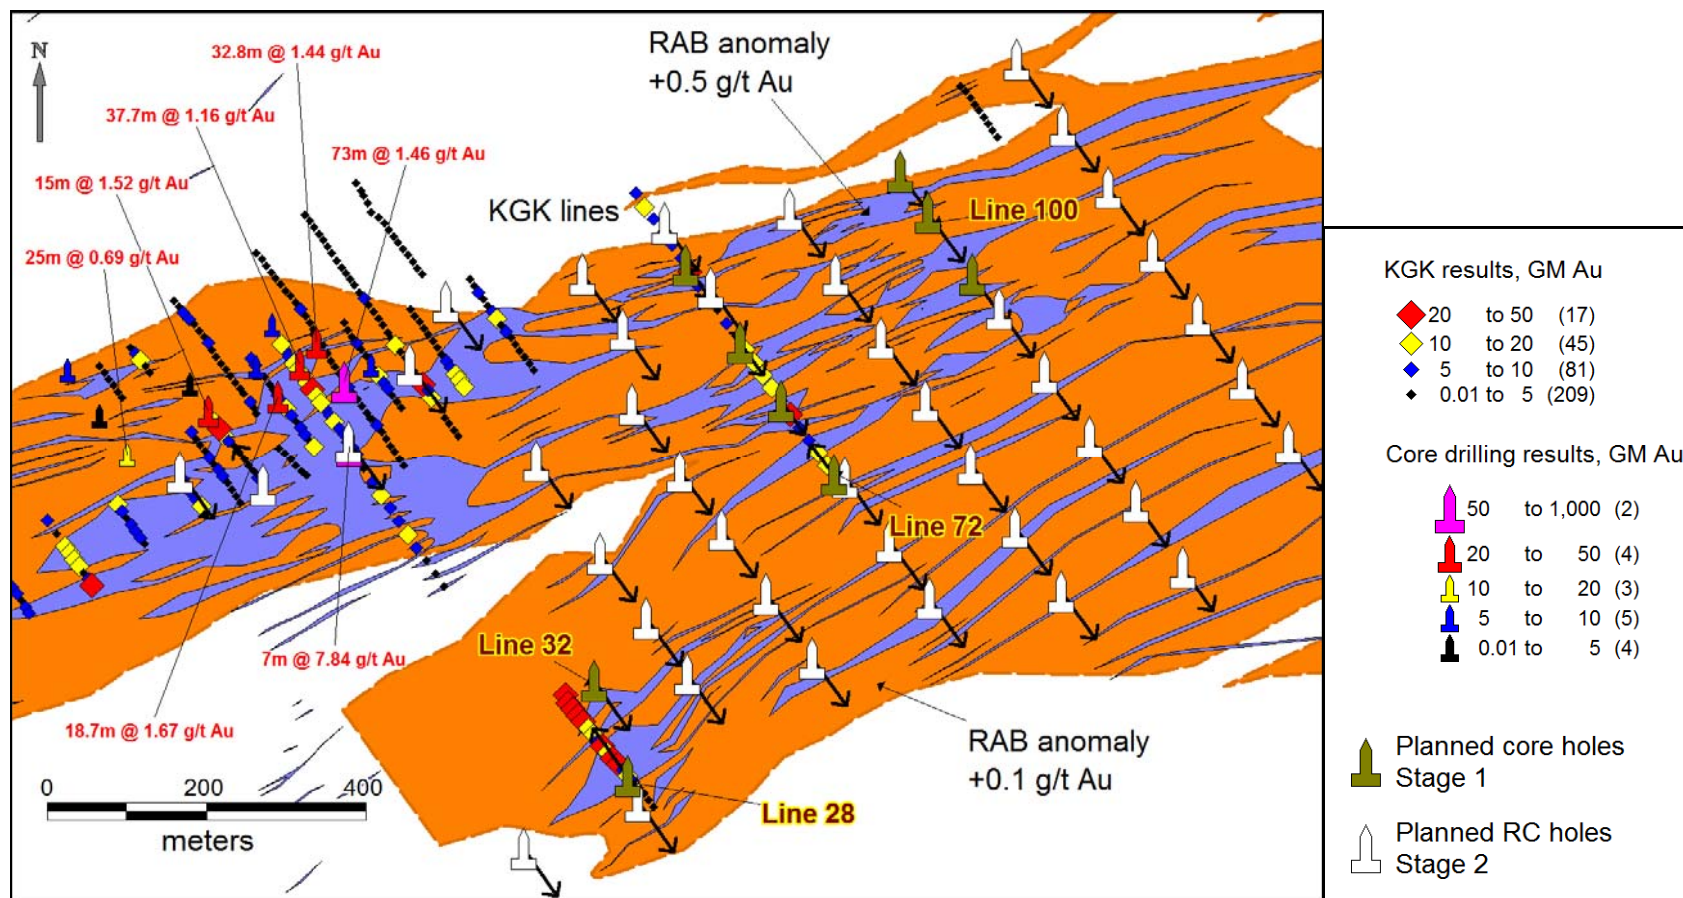 N
32.8m @ 1.44 g/t Au
37.7m @ 1.16 g/t Au
73m @ 1.46 g/t Au
15m @ 1.52 g/t Au
25m @ 0.69 g/t Au
RAB anomaly
+0.5 g/t Au
KGK lines
Line 100
Line 72
Line 32
7m @ 7.84 g/t Au
18.7m @ 1.67 g/t Au
RAB anomaly
+0.1 g/t Au
Line 28
0 200 400
meters
KGK results, GM Au
20 to 50 (17)
10 to 20 (45)
5 to 10 (81)
0.01 to 5 (209)
Core drilling results, GM Au
50 to 1,000 (2)
20 to 50 (4)
10 to 20 (3)
5 to 10 (5)
0.01 to 5 (4)
Planned core holes
Stage 1
Planned RC holes
Stage 2